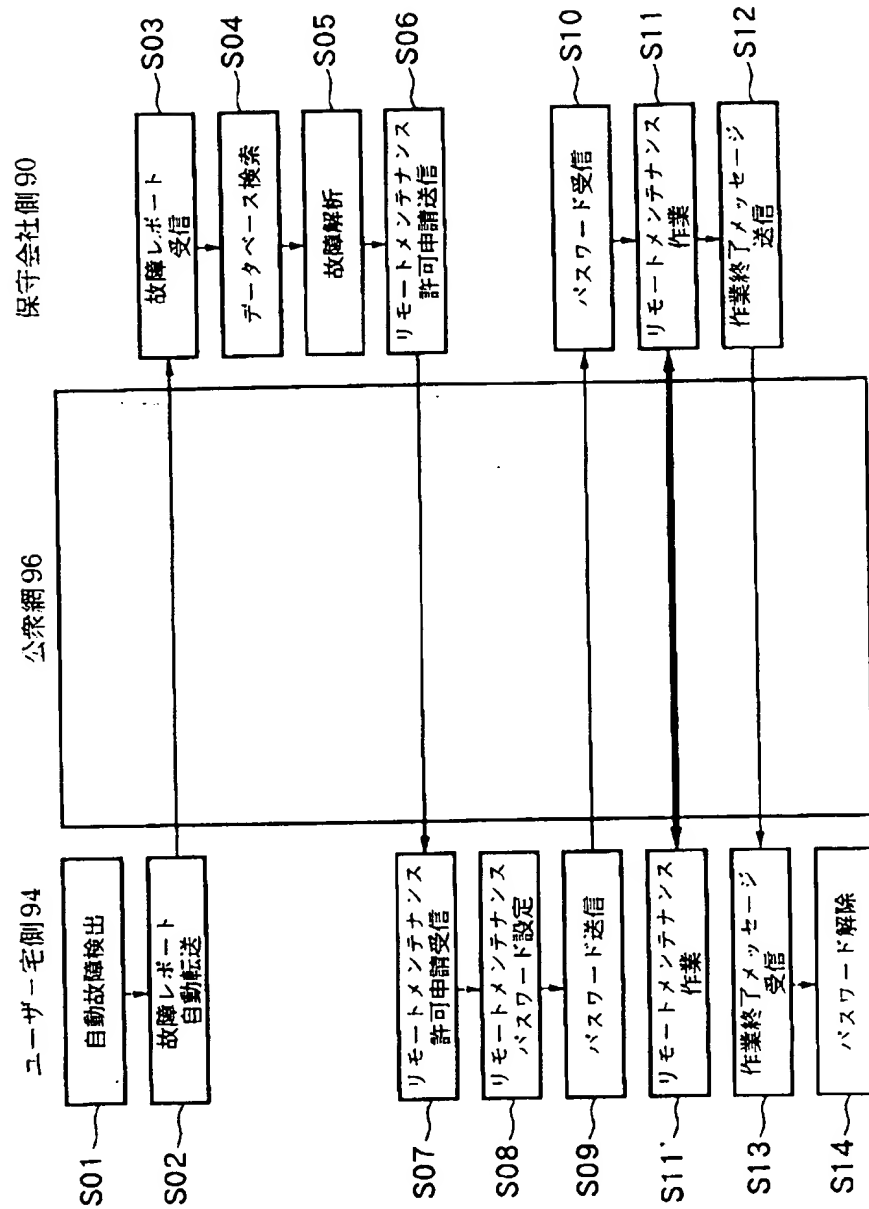 ユーザー宅側94
公衆網96
保守会社側90
S01
自動故障検出
S02
故障レポート
自動転送
S03
故障レポート
受信
S04
データベース検索
S05
故障解析
S06
リモートメンテナンス
許可申請送信
S07
リモートメンテナンス
許可申請受信
S08
リモートメンテナンス
パスワード設定
S09
パスワード送信
S10
パスワード受信
S11
リモートメンテナンス
作業
S11'
リモートメンテナンス
作業
S12
作業終了メッセージ
送信
S13
作業終了メッセージ
受信
S14
パスワード解除